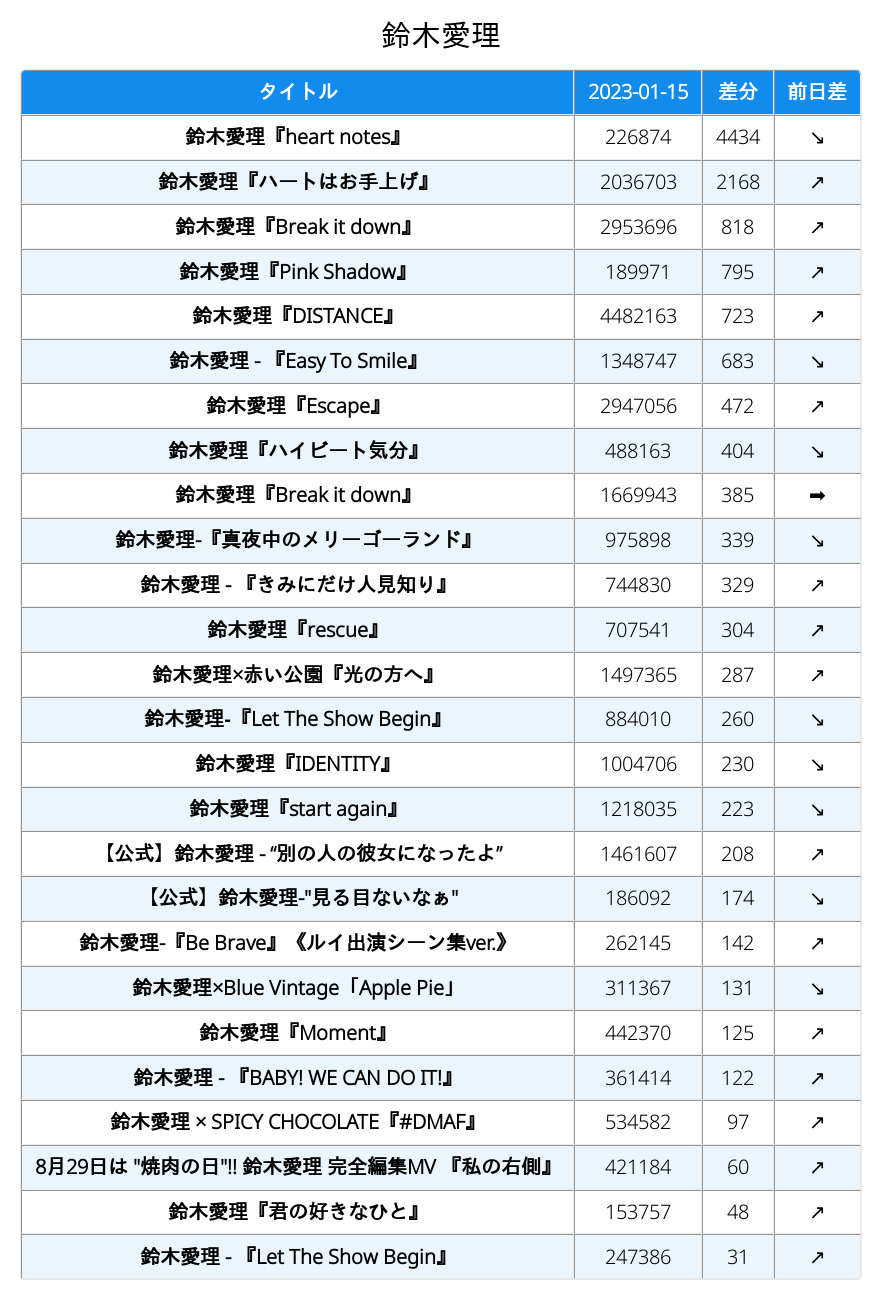 鈴木愛理
タイトル 2023-01-15 差分 前日差
鈴木愛理『heart notes』 226874 4434 ↘
鈴木愛理『ハートはお手上げ』 2036703 2168 ↗
鈴木愛理『Break it down』 2953696 818 ↗
鈴木愛理『Pink Shadow』 189971 795 ↗
鈴木愛理『DISTANCE』 4482163 723 ↗
鈴木愛理 - 『Easy To Smile』 1348747 683 ↘
鈴木愛理『Escape』 2947056 472 ↗
鈴木愛理『ハイビート気分』 488163 404 ↘
鈴木愛理『Break it down』 1669943 385 ➡
鈴木愛理-『真夜中のメリーゴーランド』 975898 339 ↘
鈴木愛理 - 『きみにだけ人見知り』 744830 329 ↗
鈴木愛理『rescue』 707541 304 ↗
鈴木愛理×赤い公園『光の方へ』 1497365 287 ↗
鈴木愛理-『Let The Show Begin』 884010 260 ↘
鈴木愛理『IDENTITY』 1004706 230 ↘
鈴木愛理『start again』 1218035 223 ↘
【公式】鈴木愛理 - “別の人の彼女になったよ” 1461607 208 ↗
【公式】鈴木愛理-"見る目ないなぁ" 186092 174 ↘
鈴木愛理-『Be Brave』《ルイ出演シーン集ver.》 262145 142 ↗
鈴木愛理×Blue Vintage「Apple Pie」 311367 131 ↘
鈴木愛理『Moment』 442370 125 ↗
鈴木愛理 - 『BABY! WE CAN DO IT!』 361414 122 ↗
鈴木愛理 × SPICY CHOCOLATE『#DMAF』 534582 97 ↗
8月29日は "焼肉の日"!! 鈴木愛理 完全編集MV 『私の右側』 421184 60 ↗
鈴木愛理『君の好きなひと』 153757 48 ↗
鈴木愛理 - 『Let The Show Begin』 247386 31 ↗